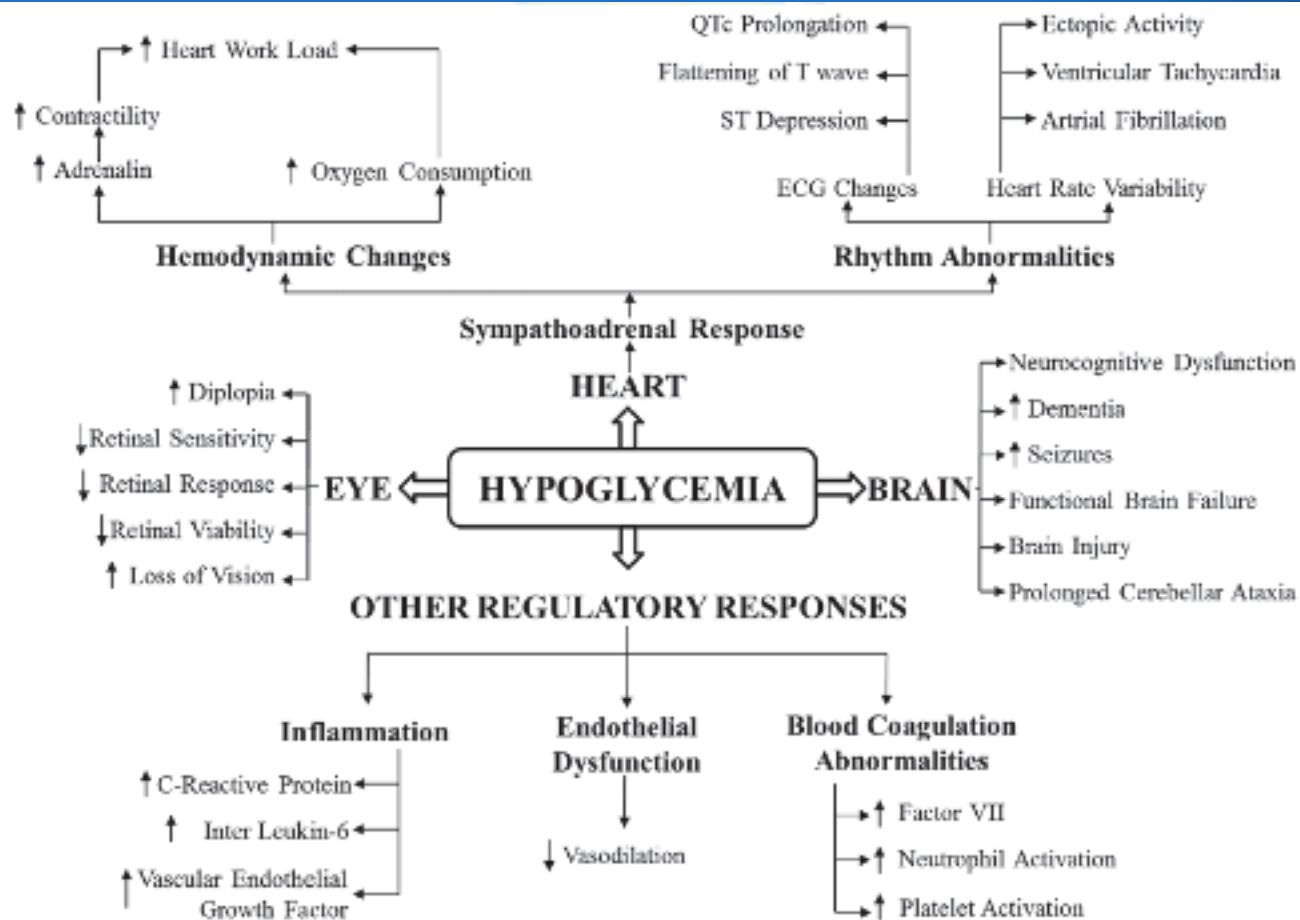 QTc Prolongation
Flattening of T wave
ST Depression
ECG Changes
Ectopic Activity
Ventricular Tachycardia
Artrial Fibrillation
Heart Rate Variability
↑ Heart Work Load
↑ Contractility
↑ Adrenalin
↑ Oxygen Consumption
Hemodynamic Changes
Rhythm Abnormalities
Sympathoadrenal Response
HEART
↑ Diplopia
↓ Retinal Sensitivity
↓ Retinal Response
↓ Retinal Viability
↑ Loss of Vision
EYE
HYPOGLYCEMIA
BRAIN
Neurocognitive Dysfunction
↑ Dementia
↑ Seizures
Functional Brain Failure
Brain Injury
Prolonged Cerebellar Ataxia
OTHER REGULATORY RESPONSES
Inflammation
↑ C-Reactive Protein
↑ Inter Leukin-6
↑ Vascular Endothelial
Growth Factor
Endothelial
Dysfunction
↓ Vasodilation
Blood Coagulation
Abnormalities
↑ Factor VII
↑ Neutrophil Activation
↑ Platelet Activation